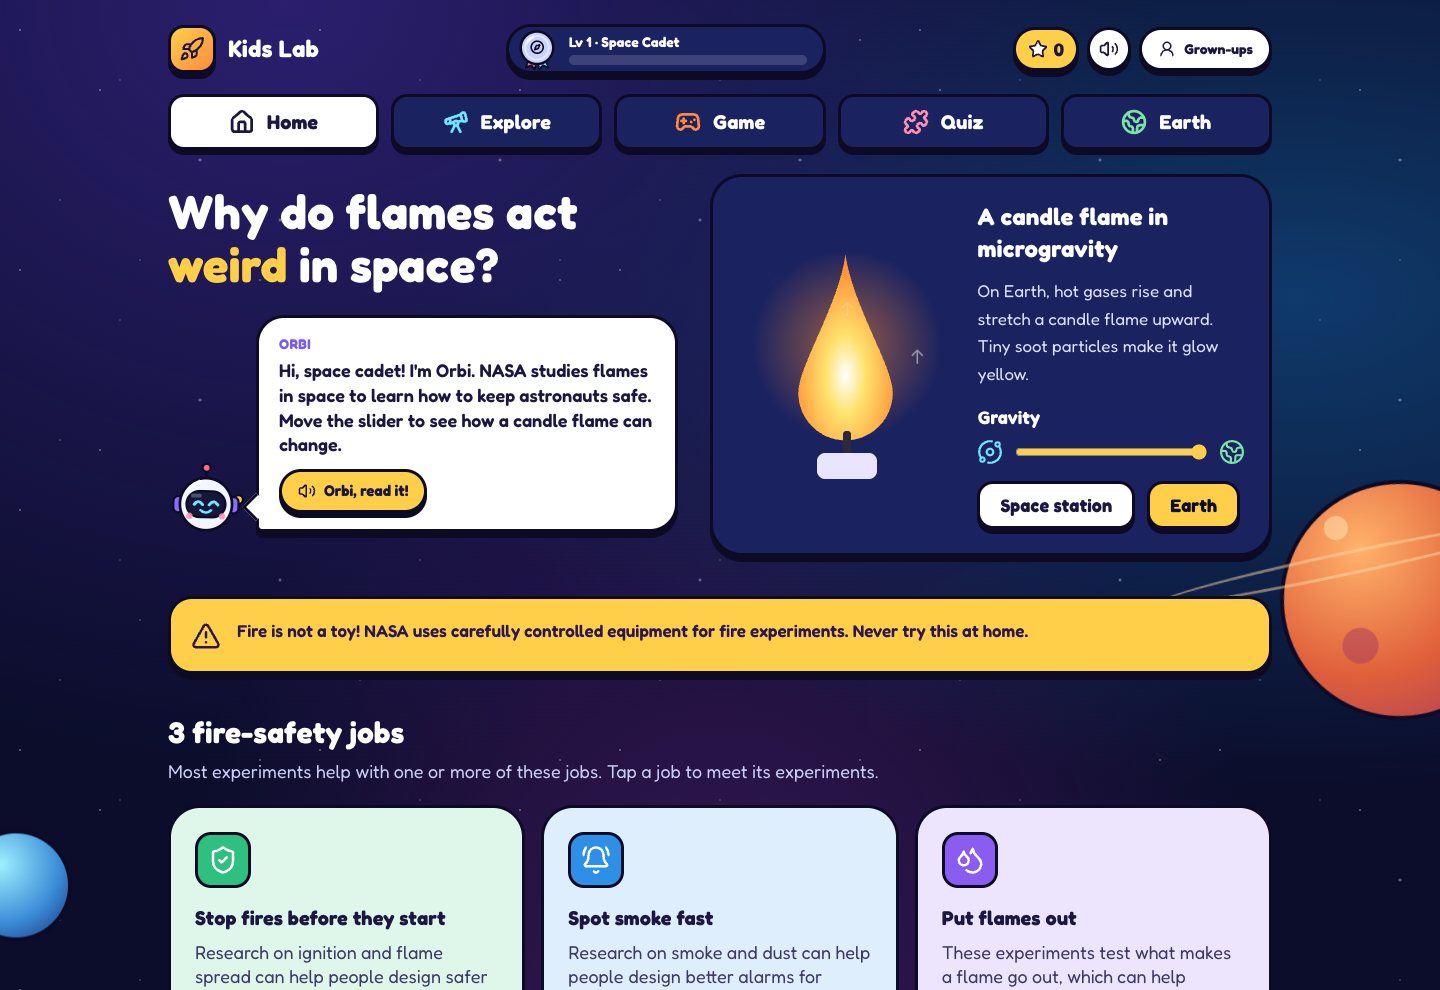 Kids Lab
Lv 1 · Space Cadet
0
Grown-ups
Home
Explore
Game
Quiz
Earth
Why do flames act
weird in space?
ORBI
Hi, space cadet! I'm Orbi. NASA studies flames
in space to learn how to keep astronauts safe.
Move the slider to see how a candle flame can
change.
Orbi, read it!
A candle flame in
microgravity
On Earth, hot gases rise and
stretch a candle flame upward.
Tiny soot particles make it glow
yellow.
Gravity
Space station
Earth
Fire is not a toy! NASA uses carefully controlled equipment for fire experiments. Never try this at home.
3 fire-safety jobs
Most experiments help with one or more of these jobs. Tap a job to meet its experiments.
Stop fires before they start
Research on ignition and flame
spread can help people design safer
Spot smoke fast
Research on smoke and dust can help
people design better alarms for
Put flames out
These experiments test what makes
a flame go out, which can help